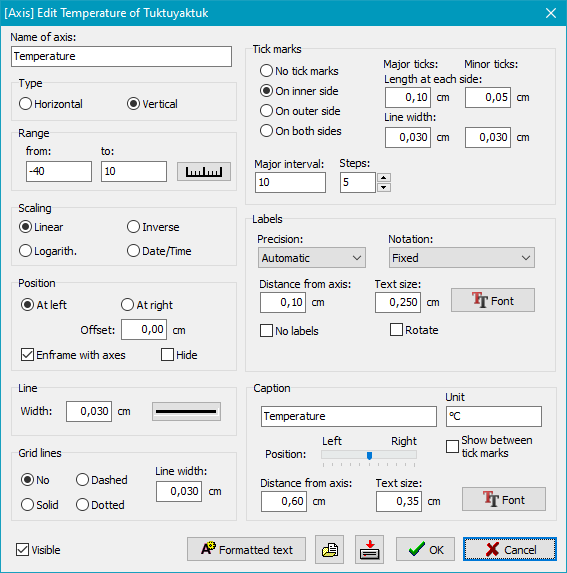 [Axis] Edit Temperature of Tuktuyaktuk
Name of axis:
Temperature
Type
Horizontal
Vertical
Range
from:
to:
-40
10
Scaling
Linear
Inverse
Logarith.
Date/Time
Position
At left
At right
Offset:
0,00
cm
Enframe with axes
Hide
Line
Width:
0,030
cm
Grid lines
No
Dashed
Solid
Dotted
Line width:
0,030
cm
Tick marks
No tick marks
On inner side
On outer side
On both sides
Major ticks:
Minor ticks:
Length at each side:
0,10
cm
0,05
cm
Line width:
0,030
cm
0,030
cm
Major interval:
Steps:
10
5
Labels
Precision:
Notation:
Automatic
Fixed
Distance from axis:
Text size:
0,10
cm
0,250
cm
TT Font
No labels
Rotate
Caption
Unit
Temperature
°C
Left
Right
Position:
Show between
tick marks
Distance from axis:
Text size:
0,60
cm
0,35
cm
TT Font
Visible
A Formatted text
OK
Cancel